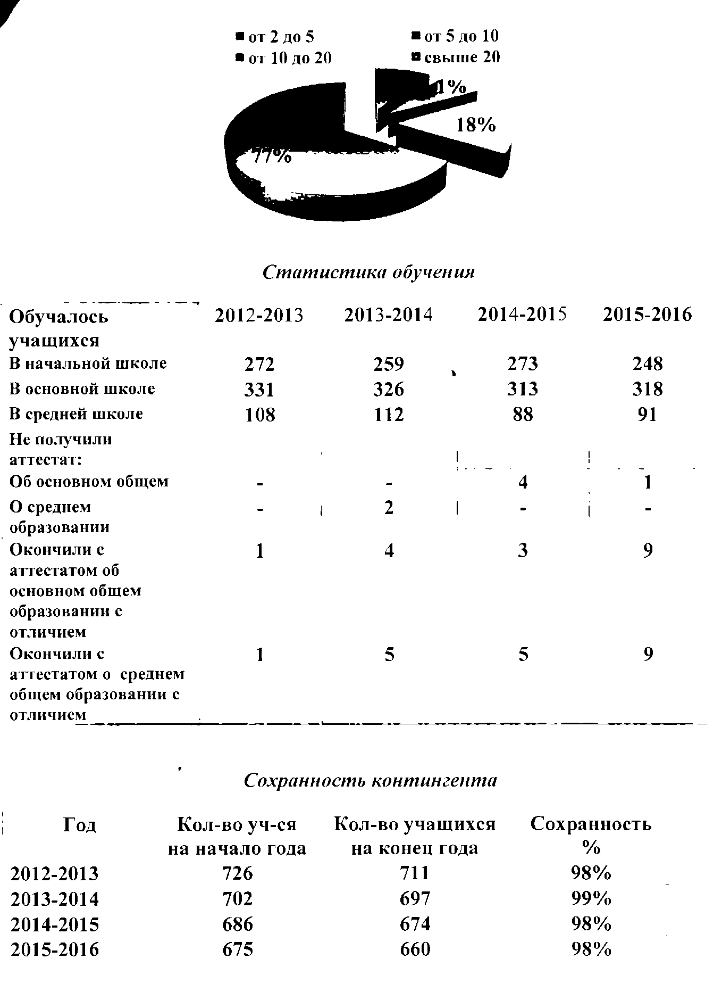 от 2 до 5 от 5 до 10
от 10 до 20 свыше 20
1%
18%
77%
Статистика обучения
Обучалось 2012-2013 2013-2014 2014-2015 2015-2016
учащихся
В начальной школе 272 259 273 248
В основной школе 331 326 313 318
В средней школе 108 112 88 91
Не получили
аттестат:
Об основном общем - - 4 1
О среднем - 2 - -
образовании
Окончили с 1 4 3 9
аттестатом об
основном общем
образовании с
отличием
Окончили с 1 5 5 9
аттестатом о среднем
общем образовании с
отличием
Сохранность контингента
Год Кол-во уч-ся Кол-во учащихся Сохранность
на начало года на конец года %
2012-2013 726 711 98%
2013-2014 702 697 99%
2014-2015 686 674 98%
2015-2016 675 660 98%